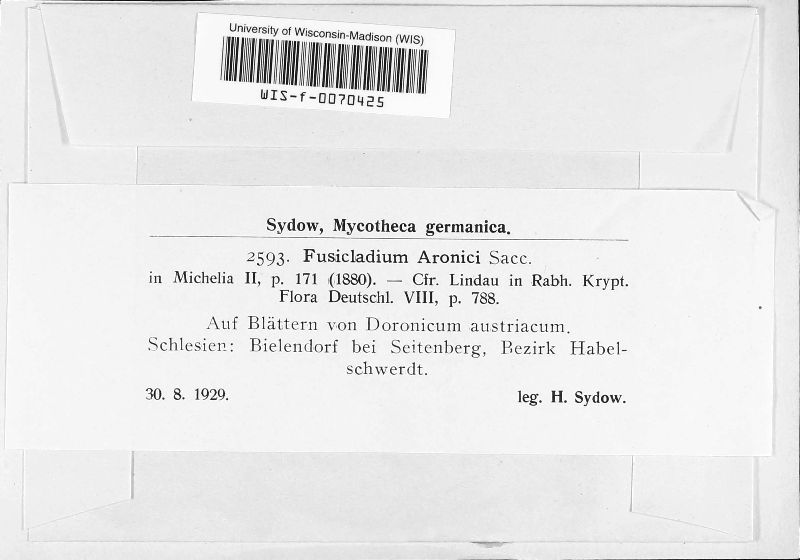 University of Wisconsin-Madison (WIS)
WIS-f-0070425
Sydow, Mycotheca germanica.
2593. Fusicladium Aronici Sacc.
in Michelia II, p. 171 (1880). — Cfr. Lindau in Rabh. Krypt.
Flora Deutschl. VIII, p. 788.
Auf Blättern von Doronicum austriacum.
Schlesien: Bielendorf bei Seitenberg, Bezirk Habel-
schwerdt.
30. 8. 1929. leg. H. Sydow.